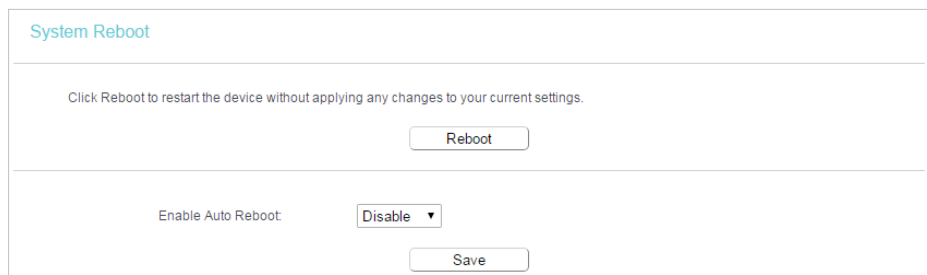 System Reboot
Click Reboot to restart the device without applying any changes to your current settings.
Reboot
Enable Auto Reboot: Disable
Save